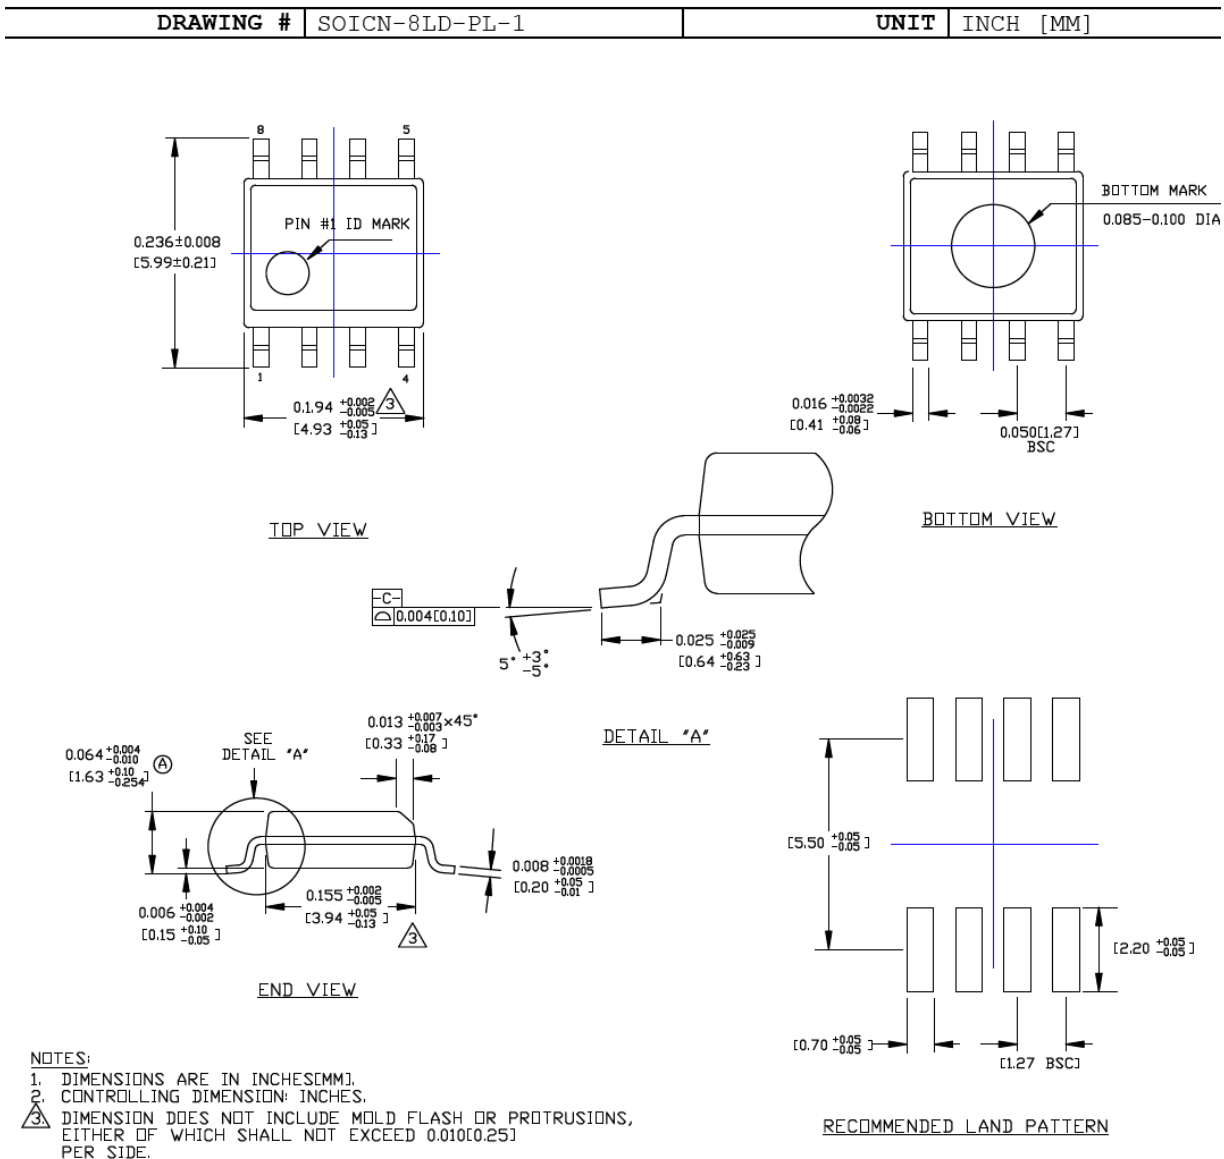 DRAWING # SOICN-8LD-PL-1 UNIT INCH [MM]
8 5
PIN #1 ID MARK
0.236±0.008
[5.99±0.21]
1 4
0.1.94 +0.002 -0.005 3
[4.93 +0.05 -0.13 ]
TOP VIEW
BOTTOM MARK
0.085-0.100 DIA
0.016 +0.0032 -0.0022
[0.41 +0.08 -0.06 ]
0.050[1.27]
BSC
BOTTOM VIEW
-C-
0.004[0.10]
5° +3° -5°
0.025 +0.025 -0.009
[0.64 +0.63 -0.23 ]
DETAIL "A"
SEE
DETAIL "A"
0.013 +0.007 -0.003 ×45°
[0.33 +0.17 -0.08 ]
0.064 +0.004 -0.010
[1.63 +0.10 -0.254 ] A
0.008 +0.0018 -0.0005
[0.20 +0.05 -0.01 ]
0.155 +0.002 -0.005
[3.94 +0.05 -0.13 ]
3
0.006 +0.004 -0.002
[0.15 +0.10 -0.05 ]
END VIEW
[5.50 +0.05 -0.05 ]
[2.20 +0.05 -0.05 ]
[0.70 +0.05 -0.05 ]
[1.27 BSC]
RECOMMENDED LAND PATTERN
NOTES:
1. DIMENSIONS ARE IN INCHES[MM].
2. CONTROLLING DIMENSION: INCHES.
3. DIMENSION DOES NOT INCLUDE MOLD FLASH OR PROTRUSIONS,
EITHER OF WHICH SHALL NOT EXCEED 0.010[0.25]
PER SIDE.